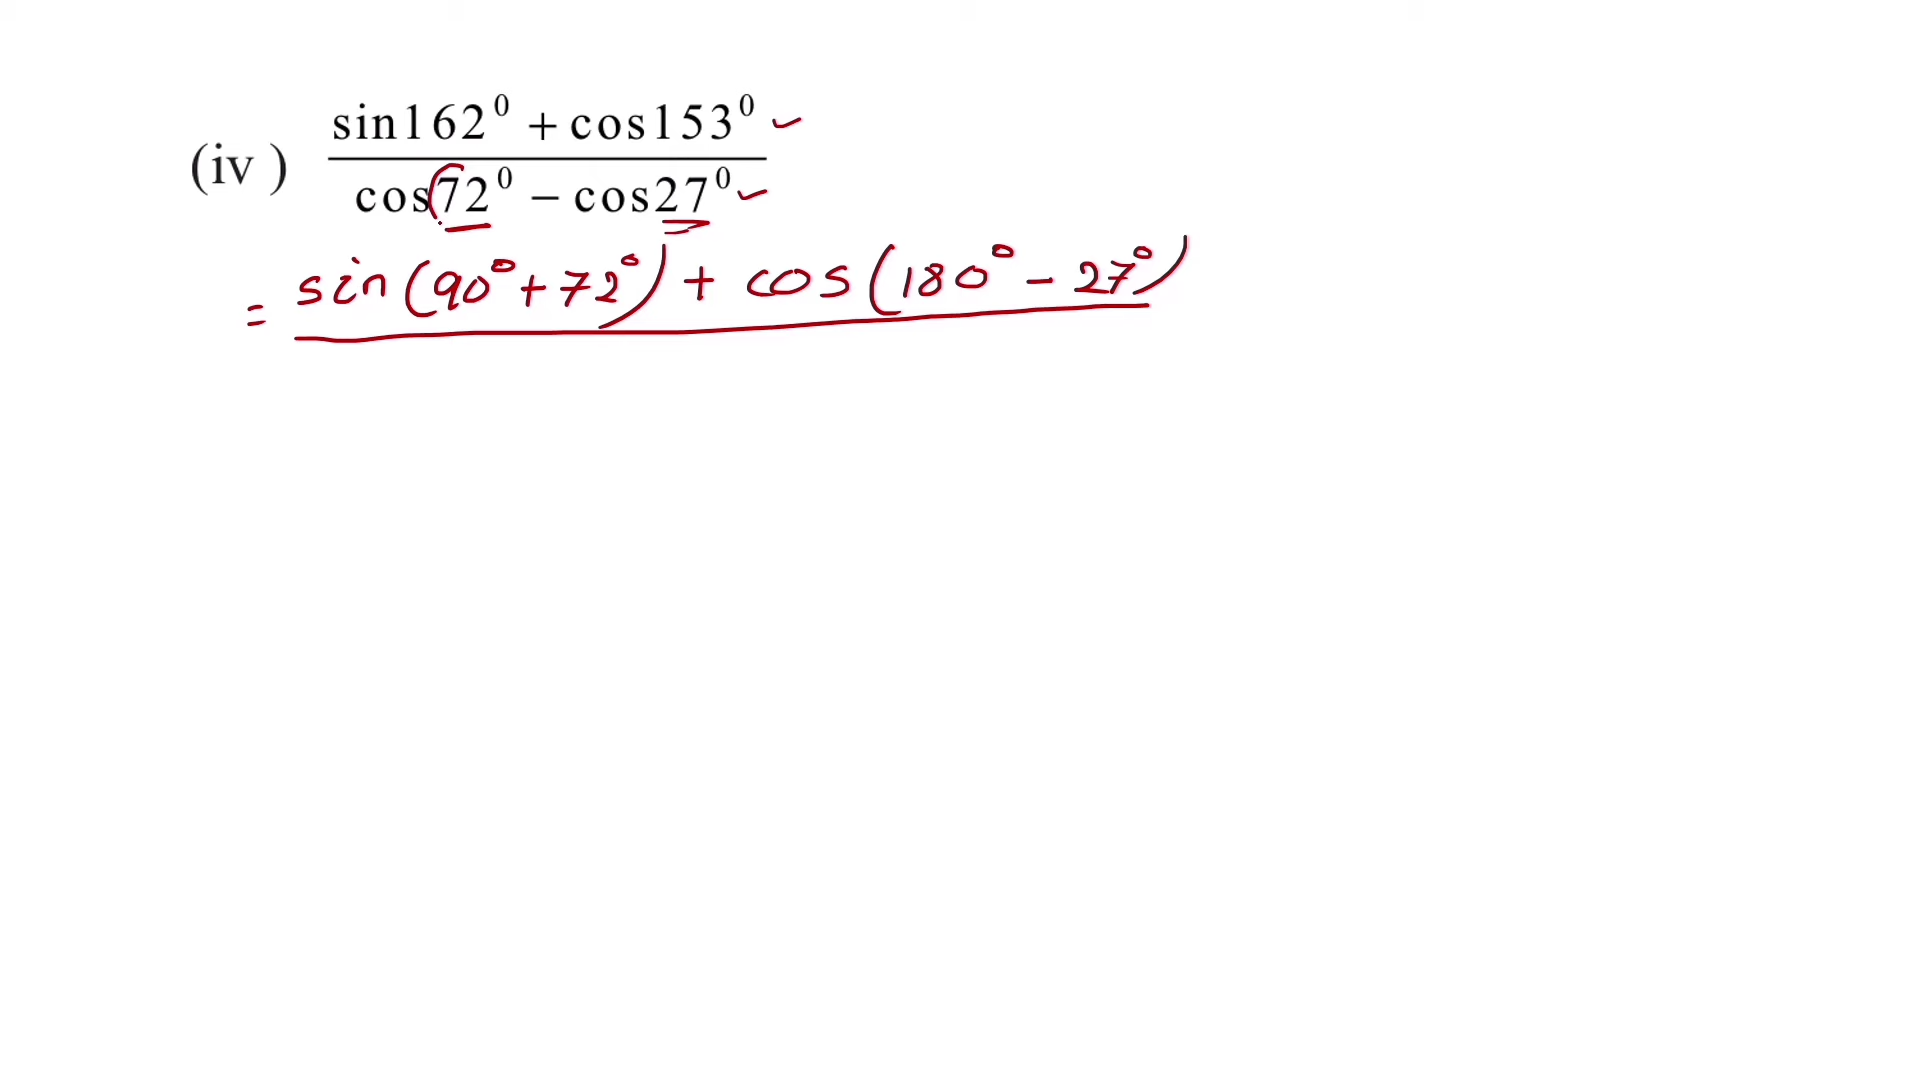 (iv ) sin162⁰ + cos153⁰
cos72⁰ − cos27⁰
= sin(90° + 72°) + cos(180° − 27°)